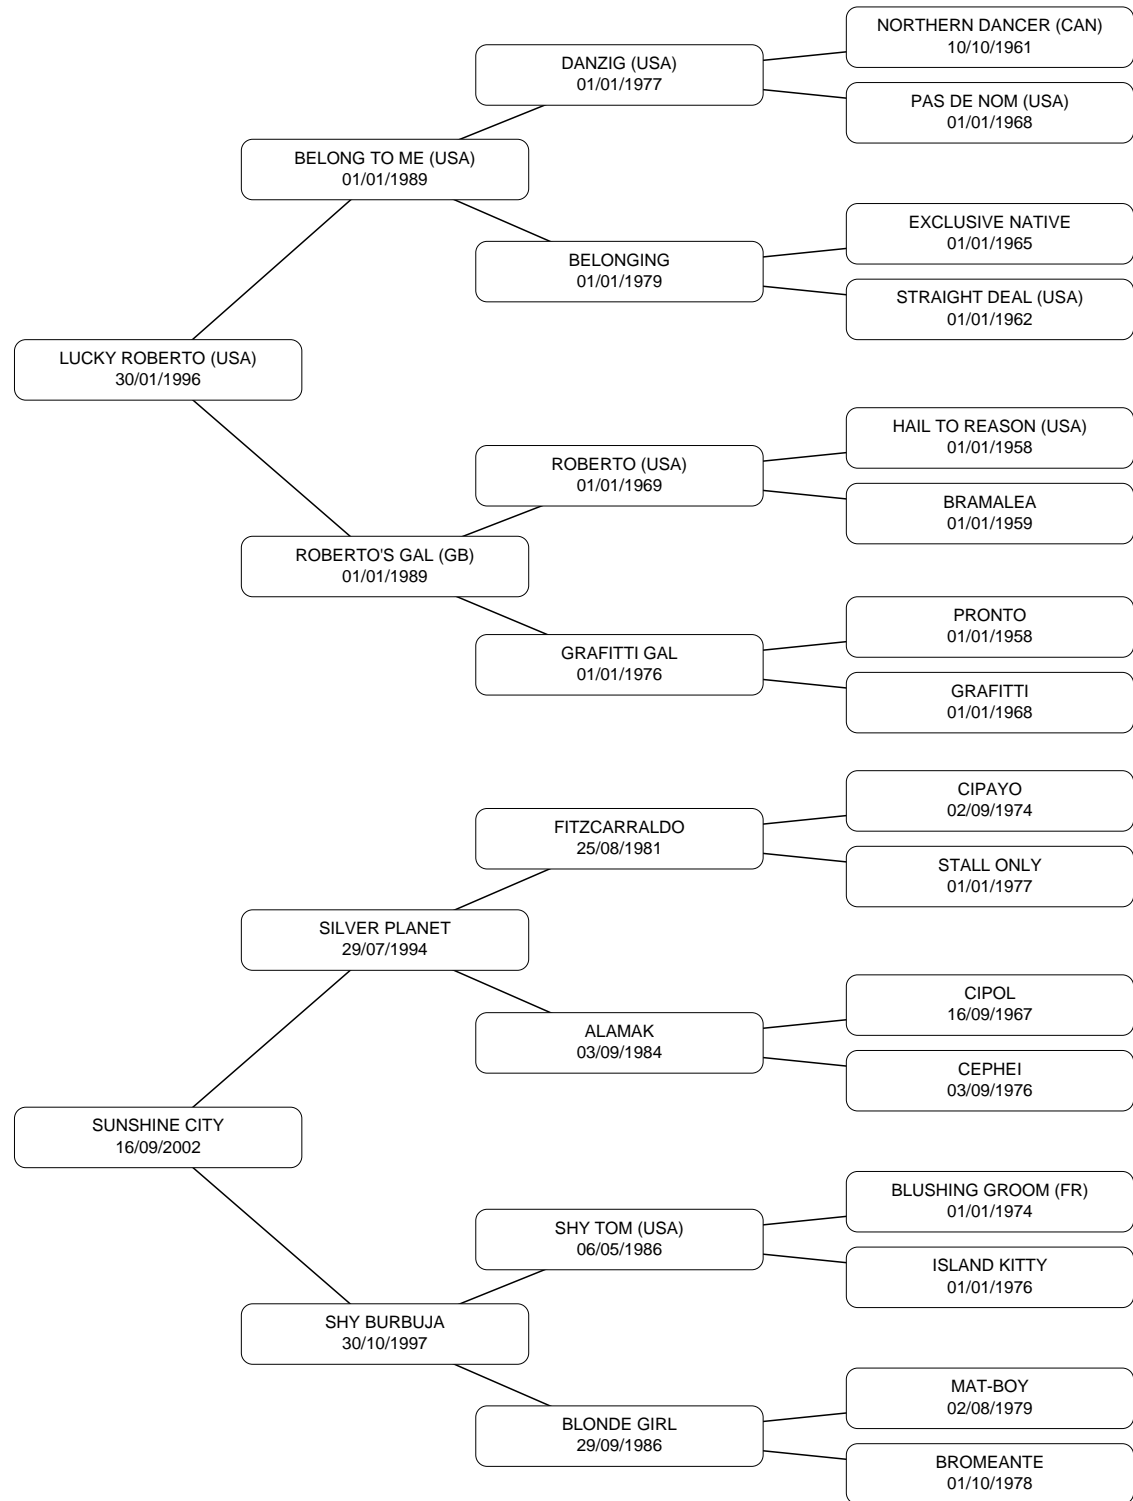 NORTHERN DANCER (CAN)
10/10/1961
DANZIG (USA)
01/01/1977
PAS DE NOM (USA)
01/01/1968
BELONG TO ME (USA)
01/01/1989
EXCLUSIVE NATIVE
01/01/1965
BELONGING
01/01/1979
STRAIGHT DEAL (USA)
01/01/1962
LUCKY ROBERTO (USA)
30/01/1996
HAIL TO REASON (USA)
01/01/1958
ROBERTO (USA)
01/01/1969
BRAMALEA
01/01/1959
ROBERTO'S GAL (GB)
01/01/1989
PRONTO
01/01/1958
GRAFITTI GAL
01/01/1976
GRAFITTI
01/01/1968
CIPAYO
02/09/1974
FITZCARRALDO
25/08/1981
STALL ONLY
01/01/1977
SILVER PLANET
29/07/1994
CIPOL
16/09/1967
ALAMAK
03/09/1984
CEPHEI
03/09/1976
SUNSHINE CITY
16/09/2002
BLUSHING GROOM (FR)
01/01/1974
SHY TOM (USA)
06/05/1986
ISLAND KITTY
01/01/1976
SHY BURBUJA
30/10/1997
MAT-BOY
02/08/1979
BLONDE GIRL
29/09/1986
BROMEANTE
01/10/1978